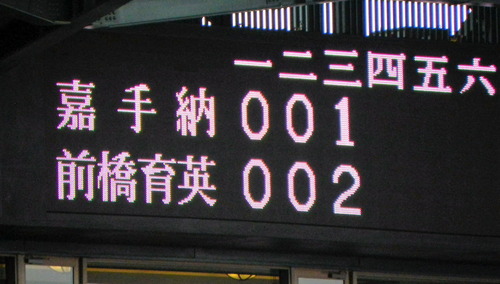 一二三四五六
嘉手納 001
前橋育英 002